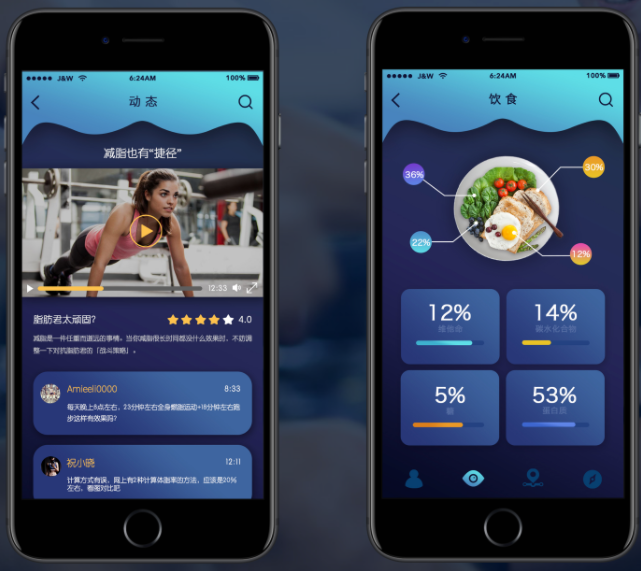 J&W
6:24AM
100%
动态
减脂也有“捷径”
12:33
脂肪君太顽固?
4.0
减脂是一件任重而道远的事情。当你减脂很长时间都没什么效果时，不妨调
整一下对抗脂肪君的「战斗策略」。
Amieeli0000
8:33
每天晚上8点左右、23分钟左右全身燃脂运动+18分钟左右跑
步这样有效果吗?
祝小晓
12:11
计算方式有误，网上有2种计算体脂率的方法，应该是20%
左右、看图对比吧
J&W
6:24AM
100%
饮食
36%
30%
22%
12%
12%
维他命
14%
碳水化合物
5%
糖
53%
蛋白质